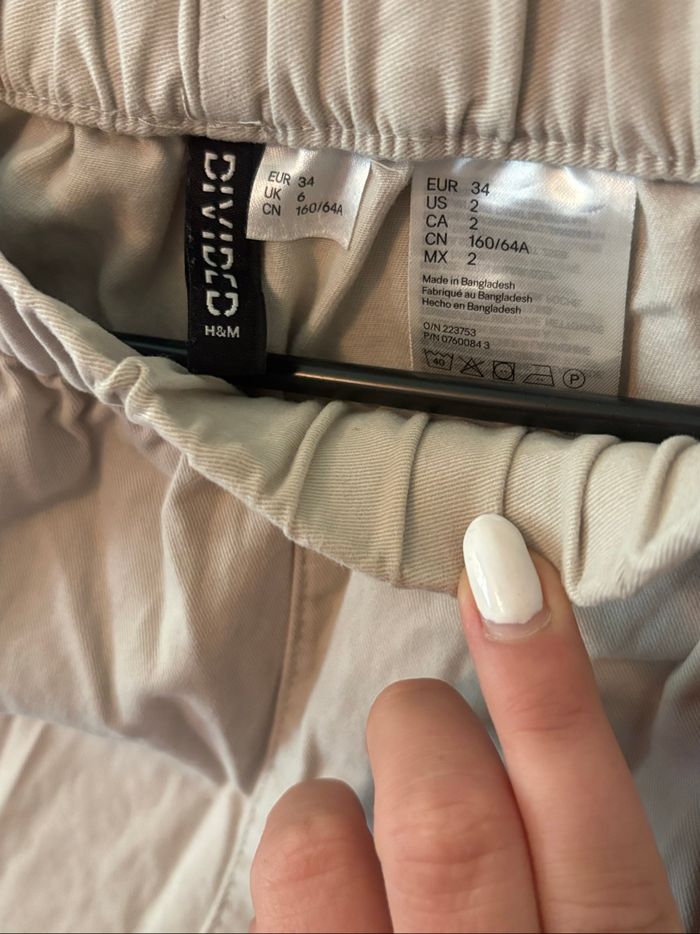 DIVIDED
H&M
EUR 34
UK 6
CN 160/64A
EUR 34
US 2
CA 2
CN 160/64A
MX 2
Made in Bangladesh
Fabriqué au Bangladesh
Hecho en Bangladesh
O/N 223753
P/N 0760084 3
40
P